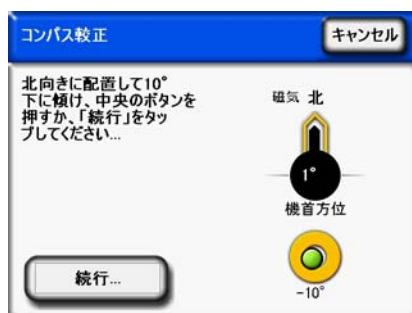 コンパス較正
キャンセル
北向きに配置して10°
下に傾け、中央のボタンを
押すか、「続行」をタッ
プしてください...
磁気 北
1°
機首方位
-10°
続行...